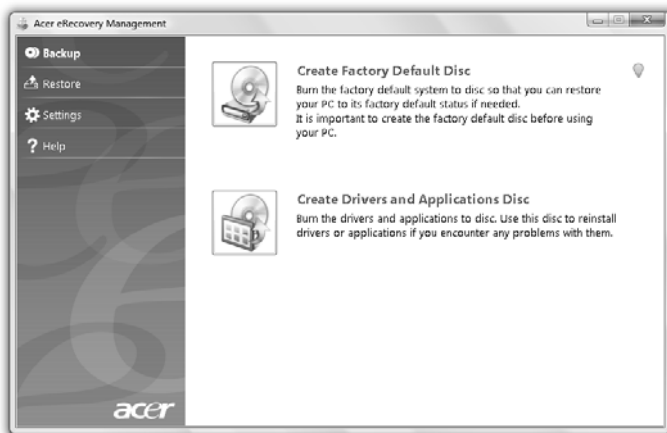 Acer eRecovery Management
Backup
Restore
Settings
? Help
Create Factory Default Disc
Burn the factory default system to disc so that you can restore
your PC to its factory default status if needed.
It is important to create the factory default disc before using
your PC.
Create Drivers and Applications Disc
Burn the drivers and applications to disc. Use this disc to reinstall
drivers or applications if you encounter any problems with them.
acer